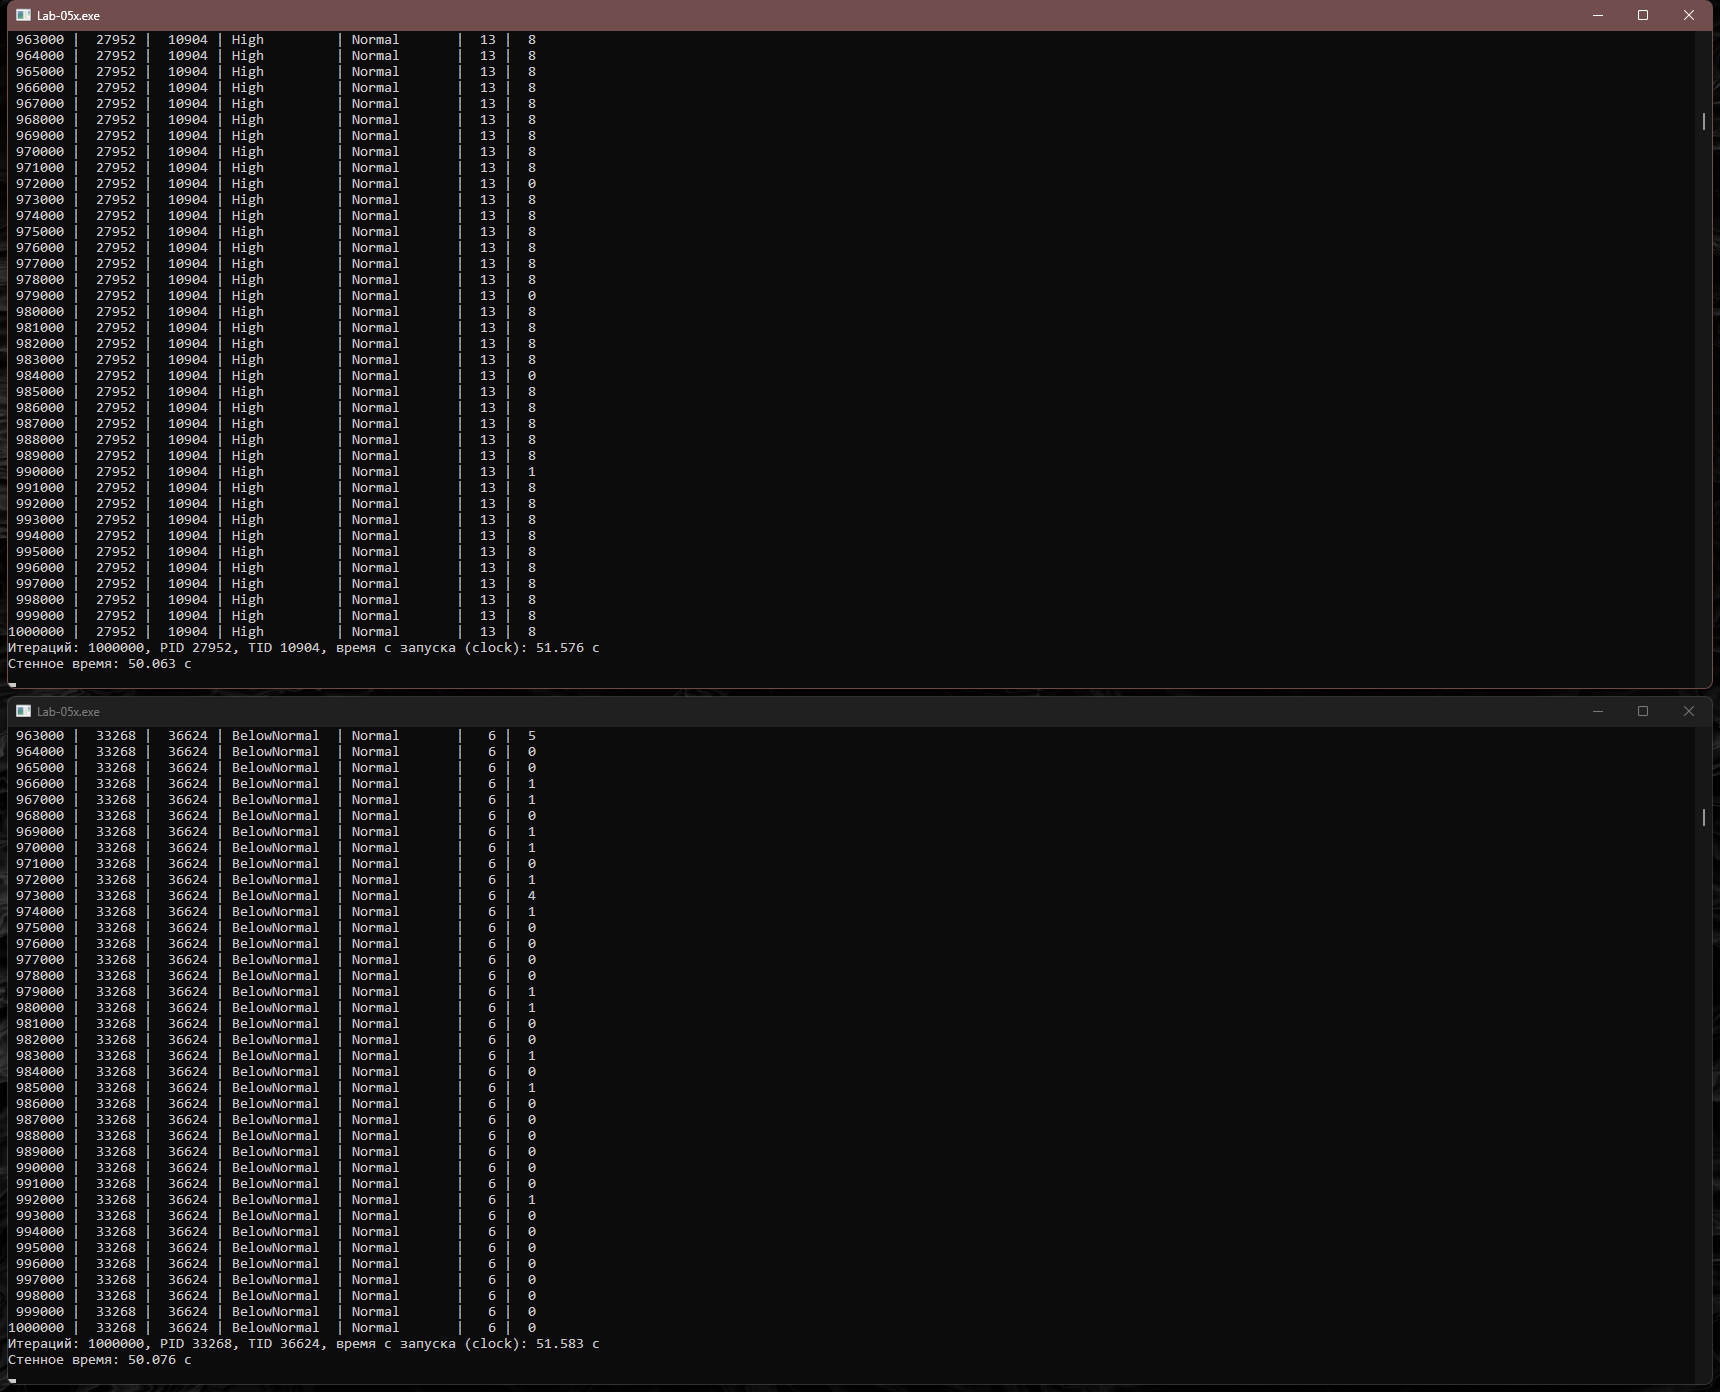 Lab-05x.exe
963000 | 27952 | 10904 | High | Normal | 13 | 8
964000 | 27952 | 10904 | High | Normal | 13 | 8
965000 | 27952 | 10904 | High | Normal | 13 | 8
966000 | 27952 | 10904 | High | Normal | 13 | 8
967000 | 27952 | 10904 | High | Normal | 13 | 8
968000 | 27952 | 10904 | High | Normal | 13 | 8
969000 | 27952 | 10904 | High | Normal | 13 | 8
970000 | 27952 | 10904 | High | Normal | 13 | 8
971000 | 27952 | 10904 | High | Normal | 13 | 8
972000 | 27952 | 10904 | High | Normal | 13 | 0
973000 | 27952 | 10904 | High | Normal | 13 | 8
974000 | 27952 | 10904 | High | Normal | 13 | 8
975000 | 27952 | 10904 | High | Normal | 13 | 8
976000 | 27952 | 10904 | High | Normal | 13 | 8
977000 | 27952 | 10904 | High | Normal | 13 | 8
978000 | 27952 | 10904 | High | Normal | 13 | 8
979000 | 27952 | 10904 | High | Normal | 13 | 0
980000 | 27952 | 10904 | High | Normal | 13 | 8
981000 | 27952 | 10904 | High | Normal | 13 | 8
982000 | 27952 | 10904 | High | Normal | 13 | 8
983000 | 27952 | 10904 | High | Normal | 13 | 8
984000 | 27952 | 10904 | High | Normal | 13 | 0
985000 | 27952 | 10904 | High | Normal | 13 | 8
986000 | 27952 | 10904 | High | Normal | 13 | 8
987000 | 27952 | 10904 | High | Normal | 13 | 8
988000 | 27952 | 10904 | High | Normal | 13 | 8
989000 | 27952 | 10904 | High | Normal | 13 | 8
990000 | 27952 | 10904 | High | Normal | 13 | 1
991000 | 27952 | 10904 | High | Normal | 13 | 8
992000 | 27952 | 10904 | High | Normal | 13 | 8
993000 | 27952 | 10904 | High | Normal | 13 | 8
994000 | 27952 | 10904 | High | Normal | 13 | 8
995000 | 27952 | 10904 | High | Normal | 13 | 8
996000 | 27952 | 10904 | High | Normal | 13 | 8
997000 | 27952 | 10904 | High | Normal | 13 | 8
998000 | 27952 | 10904 | High | Normal | 13 | 8
999000 | 27952 | 10904 | High | Normal | 13 | 8
1000000 | 27952 | 10904 | High | Normal | 13 | 8
Итераций: 1000000, PID 27952, TID 10904, время с запуска (clock): 51.576 с
Стенное время: 50.063 с
Lab-05x.exe
963000 | 33268 | 36624 | BelowNormal | Normal | 6 | 5
964000 | 33268 | 36624 | BelowNormal | Normal | 6 | 0
965000 | 33268 | 36624 | BelowNormal | Normal | 6 | 0
966000 | 33268 | 36624 | BelowNormal | Normal | 6 | 1
967000 | 33268 | 36624 | BelowNormal | Normal | 6 | 1
968000 | 33268 | 36624 | BelowNormal | Normal | 6 | 0
969000 | 33268 | 36624 | BelowNormal | Normal | 6 | 1
970000 | 33268 | 36624 | BelowNormal | Normal | 6 | 1
971000 | 33268 | 36624 | BelowNormal | Normal | 6 | 0
972000 | 33268 | 36624 | BelowNormal | Normal | 6 | 1
973000 | 33268 | 36624 | BelowNormal | Normal | 6 | 4
974000 | 33268 | 36624 | BelowNormal | Normal | 6 | 1
975000 | 33268 | 36624 | BelowNormal | Normal | 6 | 0
976000 | 33268 | 36624 | BelowNormal | Normal | 6 | 0
977000 | 33268 | 36624 | BelowNormal | Normal | 6 | 0
978000 | 33268 | 36624 | BelowNormal | Normal | 6 | 0
979000 | 33268 | 36624 | BelowNormal | Normal | 6 | 1
980000 | 33268 | 36624 | BelowNormal | Normal | 6 | 1
981000 | 33268 | 36624 | BelowNormal | Normal | 6 | 0
982000 | 33268 | 36624 | BelowNormal | Normal | 6 | 0
983000 | 33268 | 36624 | BelowNormal | Normal | 6 | 1
984000 | 33268 | 36624 | BelowNormal | Normal | 6 | 0
985000 | 33268 | 36624 | BelowNormal | Normal | 6 | 1
986000 | 33268 | 36624 | BelowNormal | Normal | 6 | 0
987000 | 33268 | 36624 | BelowNormal | Normal | 6 | 0
988000 | 33268 | 36624 | BelowNormal | Normal | 6 | 0
989000 | 33268 | 36624 | BelowNormal | Normal | 6 | 0
990000 | 33268 | 36624 | BelowNormal | Normal | 6 | 0
991000 | 33268 | 36624 | BelowNormal | Normal | 6 | 0
992000 | 33268 | 36624 | BelowNormal | Normal | 6 | 1
993000 | 33268 | 36624 | BelowNormal | Normal | 6 | 0
994000 | 33268 | 36624 | BelowNormal | Normal | 6 | 0
995000 | 33268 | 36624 | BelowNormal | Normal | 6 | 0
996000 | 33268 | 36624 | BelowNormal | Normal | 6 | 0
997000 | 33268 | 36624 | BelowNormal | Normal | 6 | 0
998000 | 33268 | 36624 | BelowNormal | Normal | 6 | 0
999000 | 33268 | 36624 | BelowNormal | Normal | 6 | 0
1000000 | 33268 | 36624 | BelowNormal | Normal | 6 | 0
Итераций: 1000000, PID 33268, TID 36624, время с запуска (clock): 51.583 с
Стенное время: 50.076 с